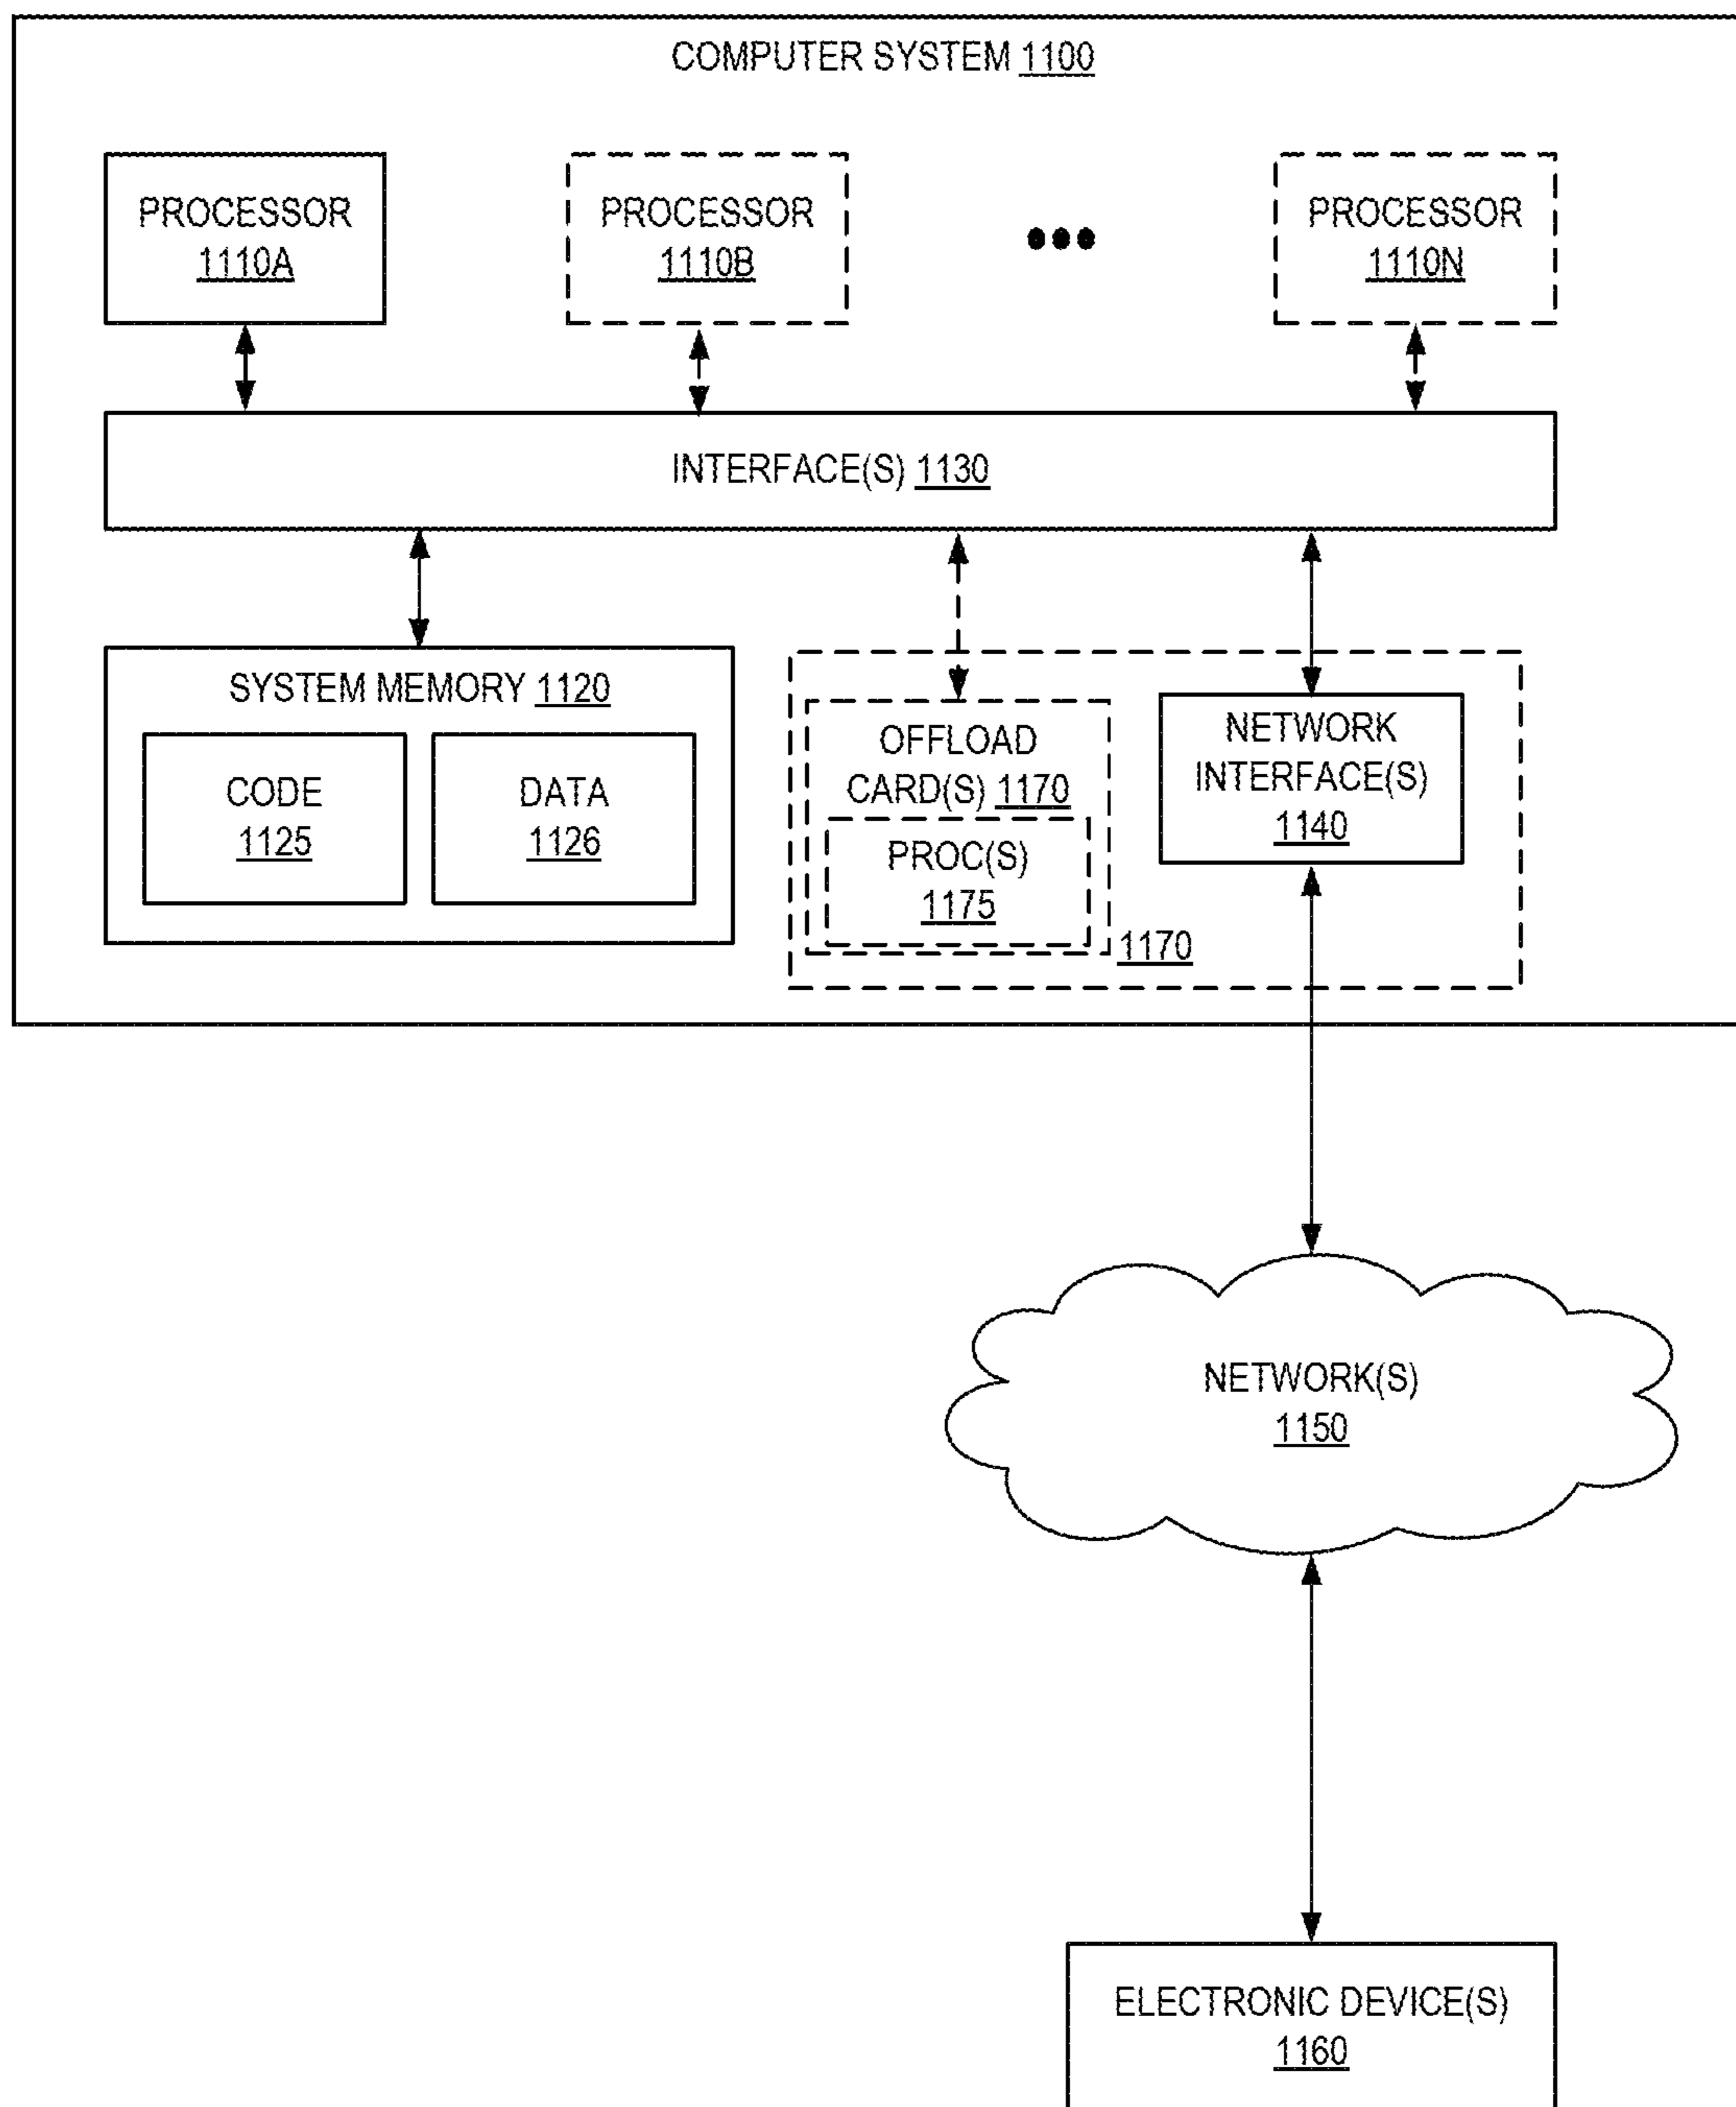 COMPUTER SYSTEM 1100
PROCESSOR
1110A
PROCESSOR
1110B
PROCESSOR
1110N
INTERFACE(S) 1130
SYSTEM MEMORY 1120
CODE
1125
DATA
1126
OFFLOAD
CARD(S) 1170
PROC(S)
1175
1170
NETWORK
INTERFACE(S)
1140
NETWORK(S)
1150
ELECTRONIC DEVICE(S)
1160